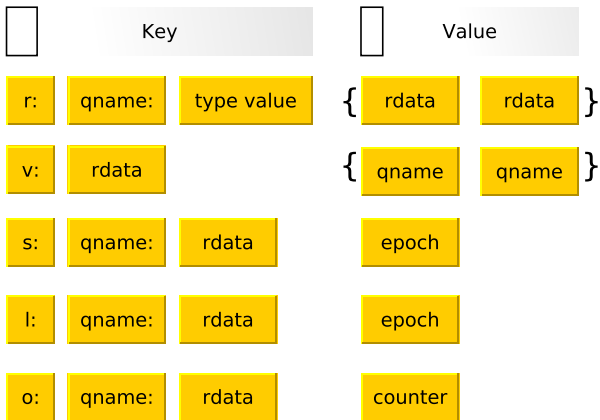 Key Value
r: qname: type value { rdata rdata }
v: rdata { qname qname }
s: qname: rdata epoch
l: qname: rdata epoch
o: qname: rdata counter